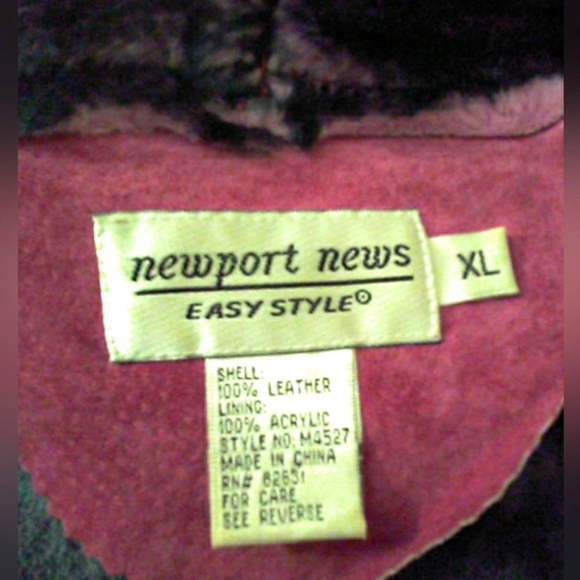 newport news
EASY STYLE®
XL
SHELL:
100% LEATHER
LINING:
100% ACRYLIC
STYLE NO. M4527
MADE IN CHINA
RN# 82631
FOR CARE
SEE REVERSE